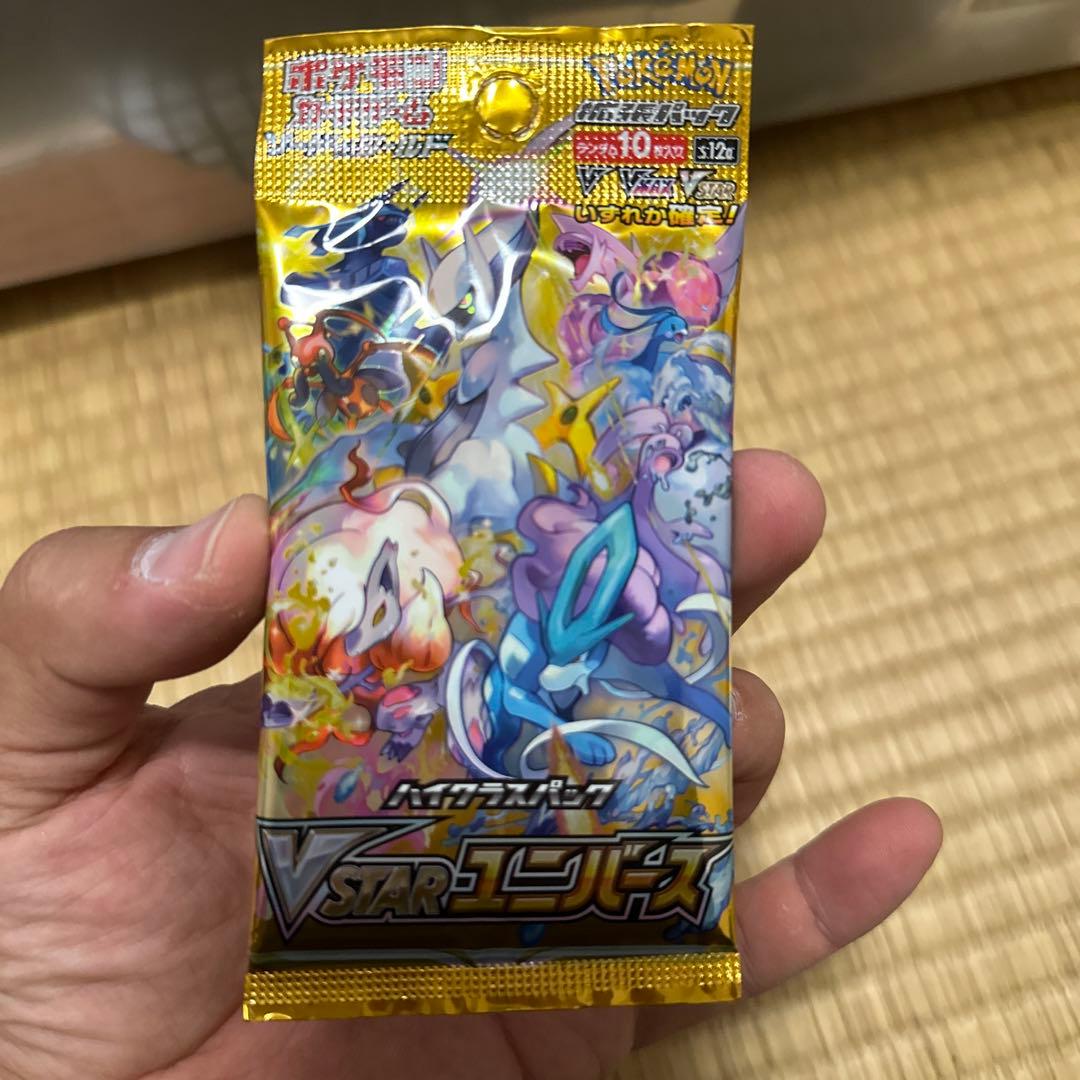 ポケモン
カードゲーム
ソード&シールド
Pokémon
拡張パック
ランダム10枚入り s12a
V VMAX VSTAR
いずれか確定!
ハイクラスパック
VSTARユニバース